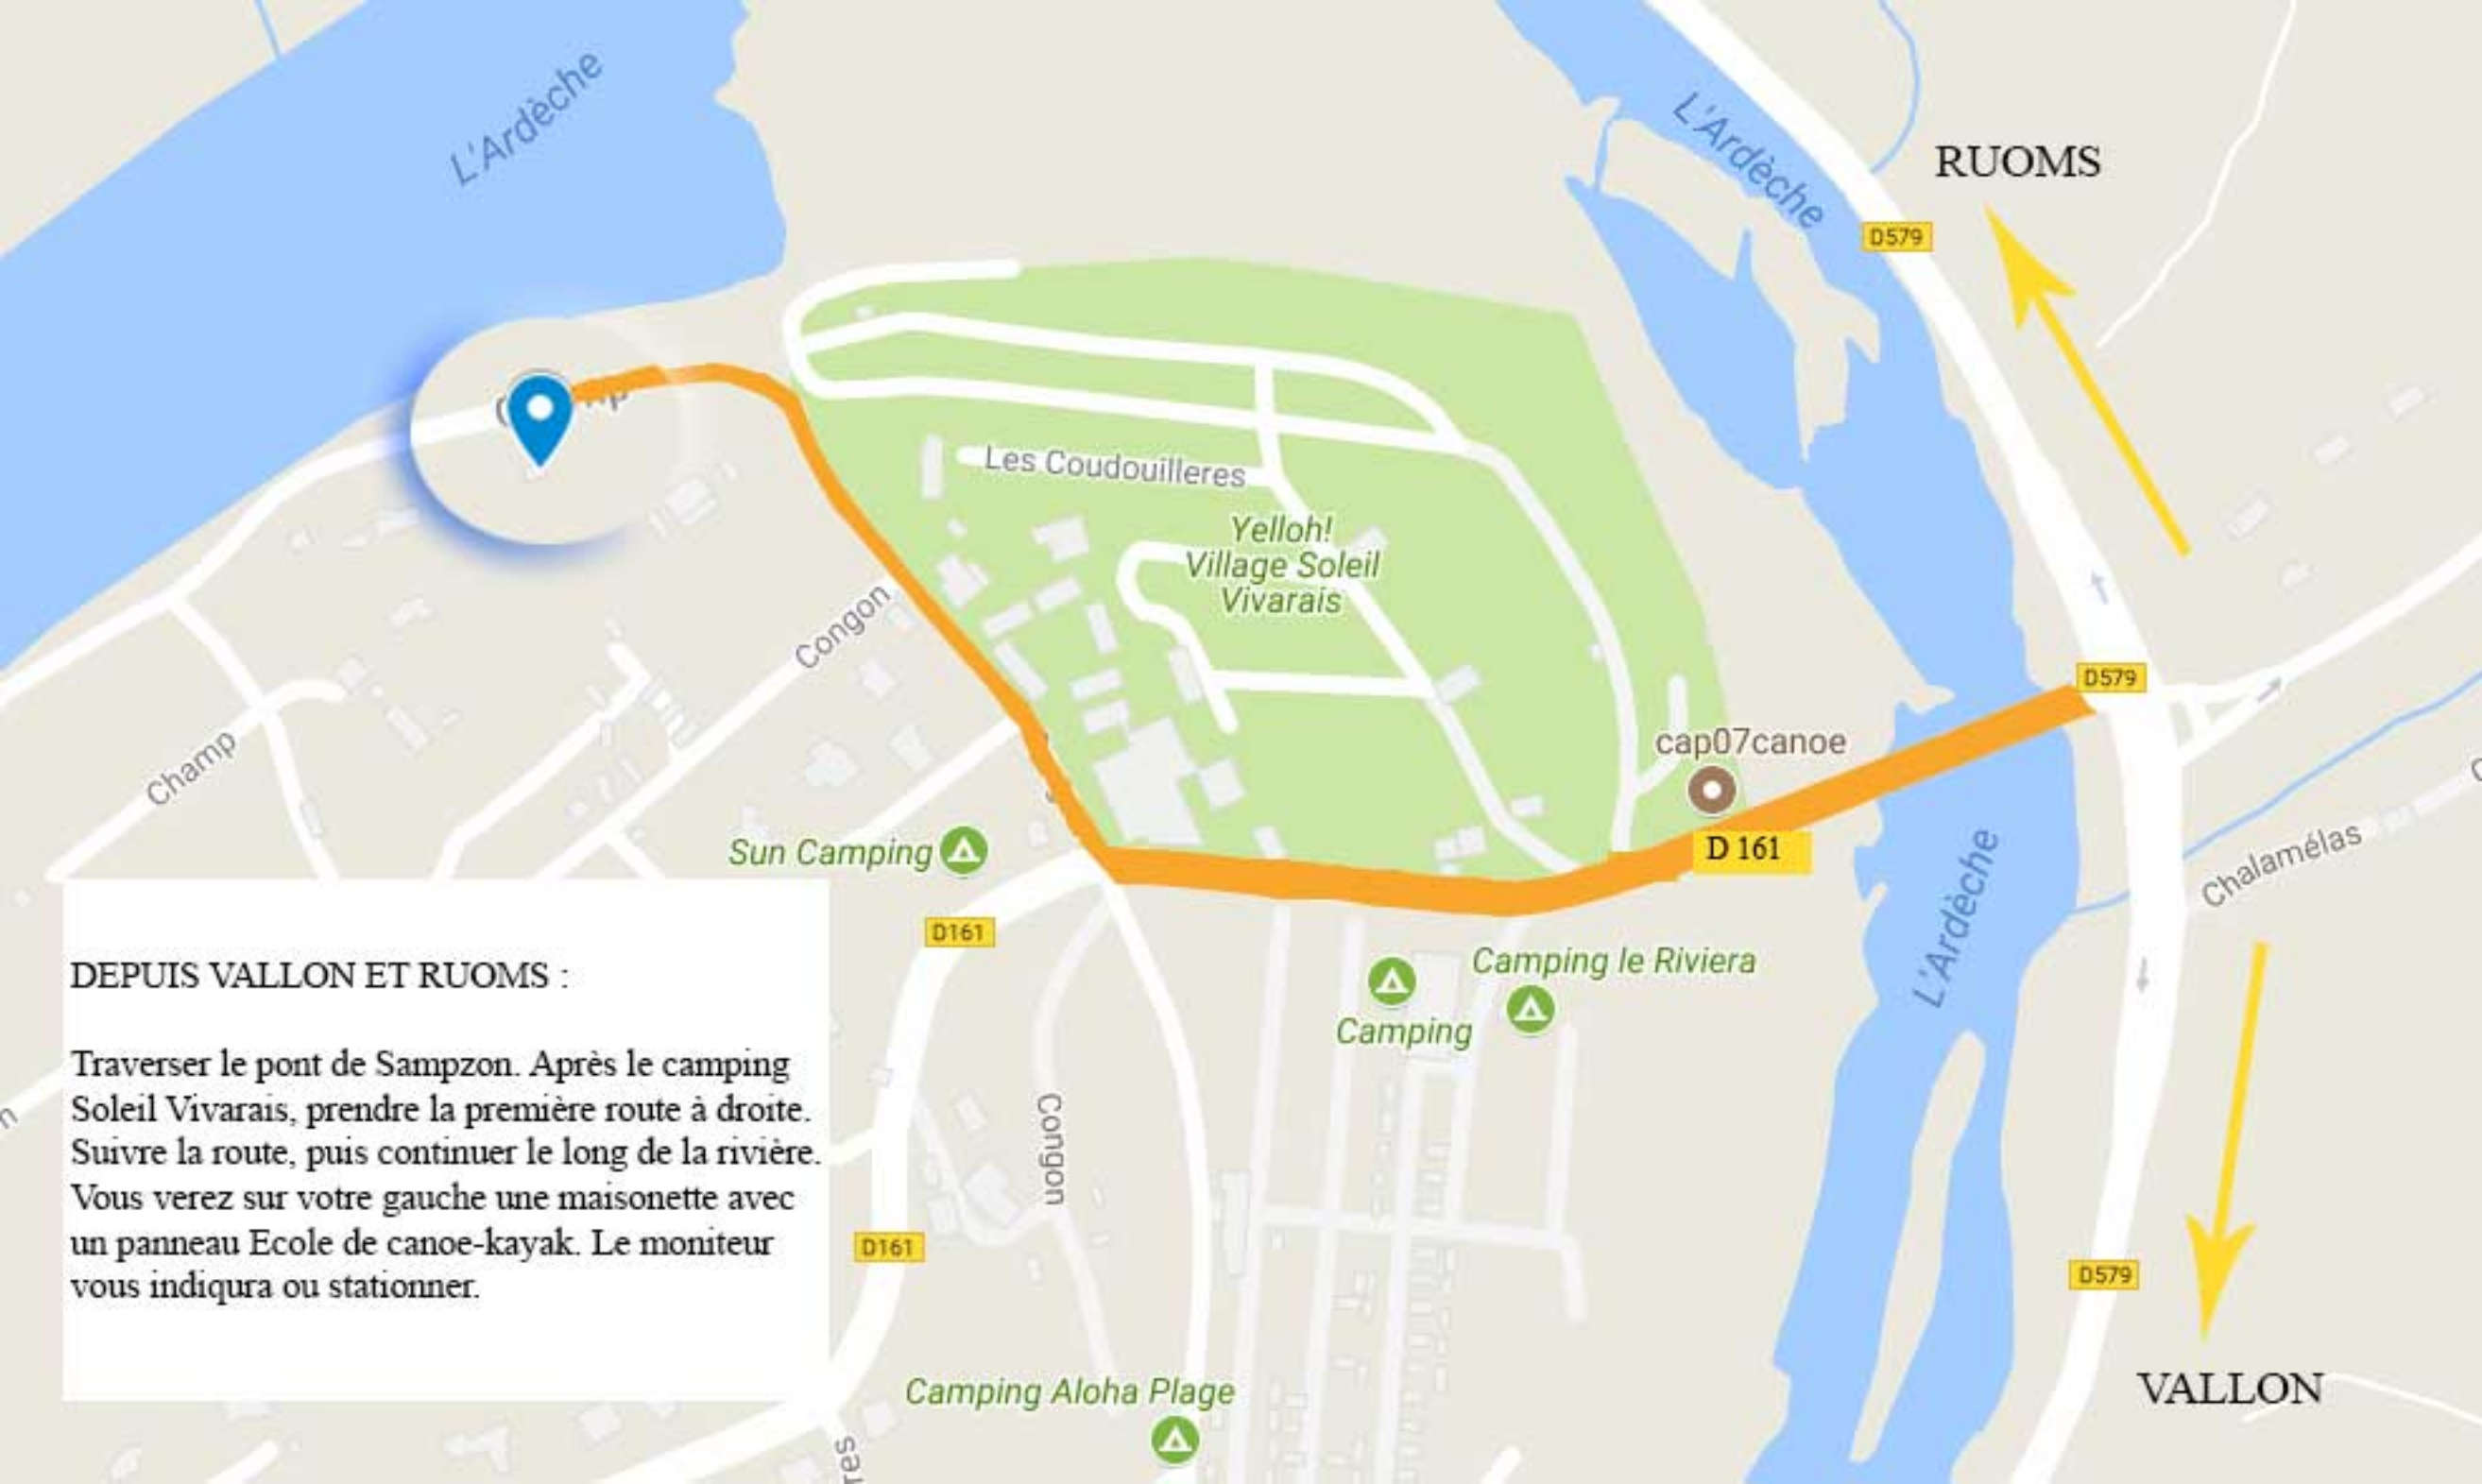 L'Ardèche
L'Ardèche
RUOMS
D579
Les Coudouilleres
Yelloh!
Village Soleil
Vivarais
Congon
D579
cap07canoe
Champ
D 161
Sun Camping
Chalamélas
L'Ardèche
D161
Camping le Riviera
Camping
DEPUIS VALLON ET RUOMS :
Traverser le pont de Sampzon. Après le camping
Soleil Vivarais, prendre la première route à droite.
Suivre la route, puis continuer le long de la rivière.
Vous verez sur votre gauche une maisonette avec
un panneau Ecole de canoe-kayak. Le moniteur
vous indiqura ou stationner.
Congon
D161
D579
Camping Aloha Plage
VALLON